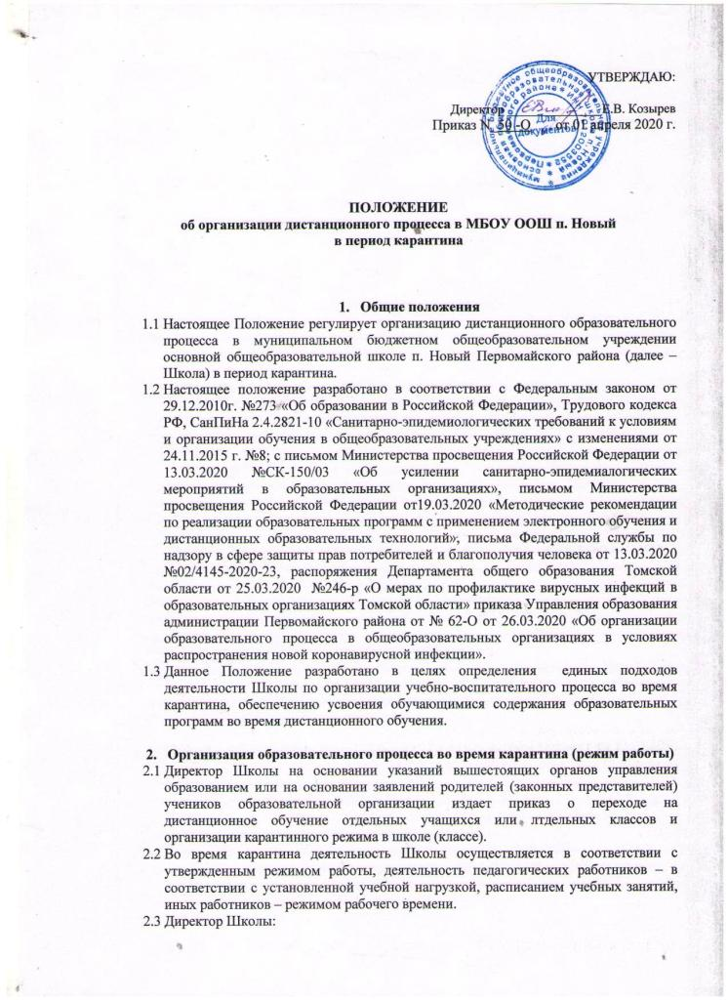 УТВЕРЖДАЮ:
Директор Е.В. Козырев
Приказ № 50-О от 01 апреля 2020 г.
Для
документов
ПОЛОЖЕНИЕ
об организации дистанционного процесса в МБОУ ООШ п. Новый
в период карантина
1. Общие положения
1.1 Настоящее Положение регулирует организацию дистанционного образовательного
процесса в муниципальном бюджетном общеобразовательном учреждении
основной общеобразовательной школе п. Новый Первомайского района (далее –
Школа) в период карантина.
1.2 Настоящее положение разработано в соответствии с Федеральным законом от
29.12.2010г. №273 «Об образовании в Российской Федерации», Трудового кодекса
РФ, СанПиНа 2.4.2821-10 «Санитарно-эпидемиологических требований к условиям
и организации обучения в общеобразовательных учреждениях» с изменениями от
24.11.2015 г. №8; с письмом Министерства просвещения Российской Федерации от
13.03.2020 №СК-150/03 «Об усилении санитарно-эпидемиалогических
мероприятий в образовательных организациях», письмом Министерства
просвещения Российской Федерации от19.03.2020 «Методические рекомендации
по реализации образовательных программ с применением электронного обучения и
дистанционных образовательных технологий», письма Федеральной службы по
надзору в сфере защиты прав потребителей и благополучия человека от 13.03.2020
№02/4145-2020-23, распоряжения Департамента общего образования Томской
области от 25.03.2020 №246-р «О мерах по профилактике вирусных инфекций в
образовательных организациях Томской области» приказа Управления образования
администрации Первомайского района от № 62-О от 26.03.2020 «Об организации
образовательного процесса в общеобразовательных организациях в условиях
распространения новой коронавирусной инфекции».
1.3 Данное Положение разработано в целях определения единых подходов
деятельности Школы по организации учебно-воспитательного процесса во время
карантина, обеспечению усвоения обучающимися содержания образовательных
программ во время дистанционного обучения.
2. Организация образовательного процесса во время карантина (режим работы)
2.1 Директор Школы на основании указаний вышестоящих органов управления
образованием или на основании заявлений родителей (законных представителей)
учеников образовательной организации издает приказ о переходе на
дистанционное обучение отдельных учащихся или лтдельных классов и
организации карантинного режима в школе (классе).
2.2 Во время карантина деятельность Школы осуществляется в соответствии с
утвержденным режимом работы, деятельность педагогических работников – в
соответствии с установленной учебной нагрузкой, расписанием учебных занятий,
иных работников – режимом рабочего времени.
2.3 Директор Школы: